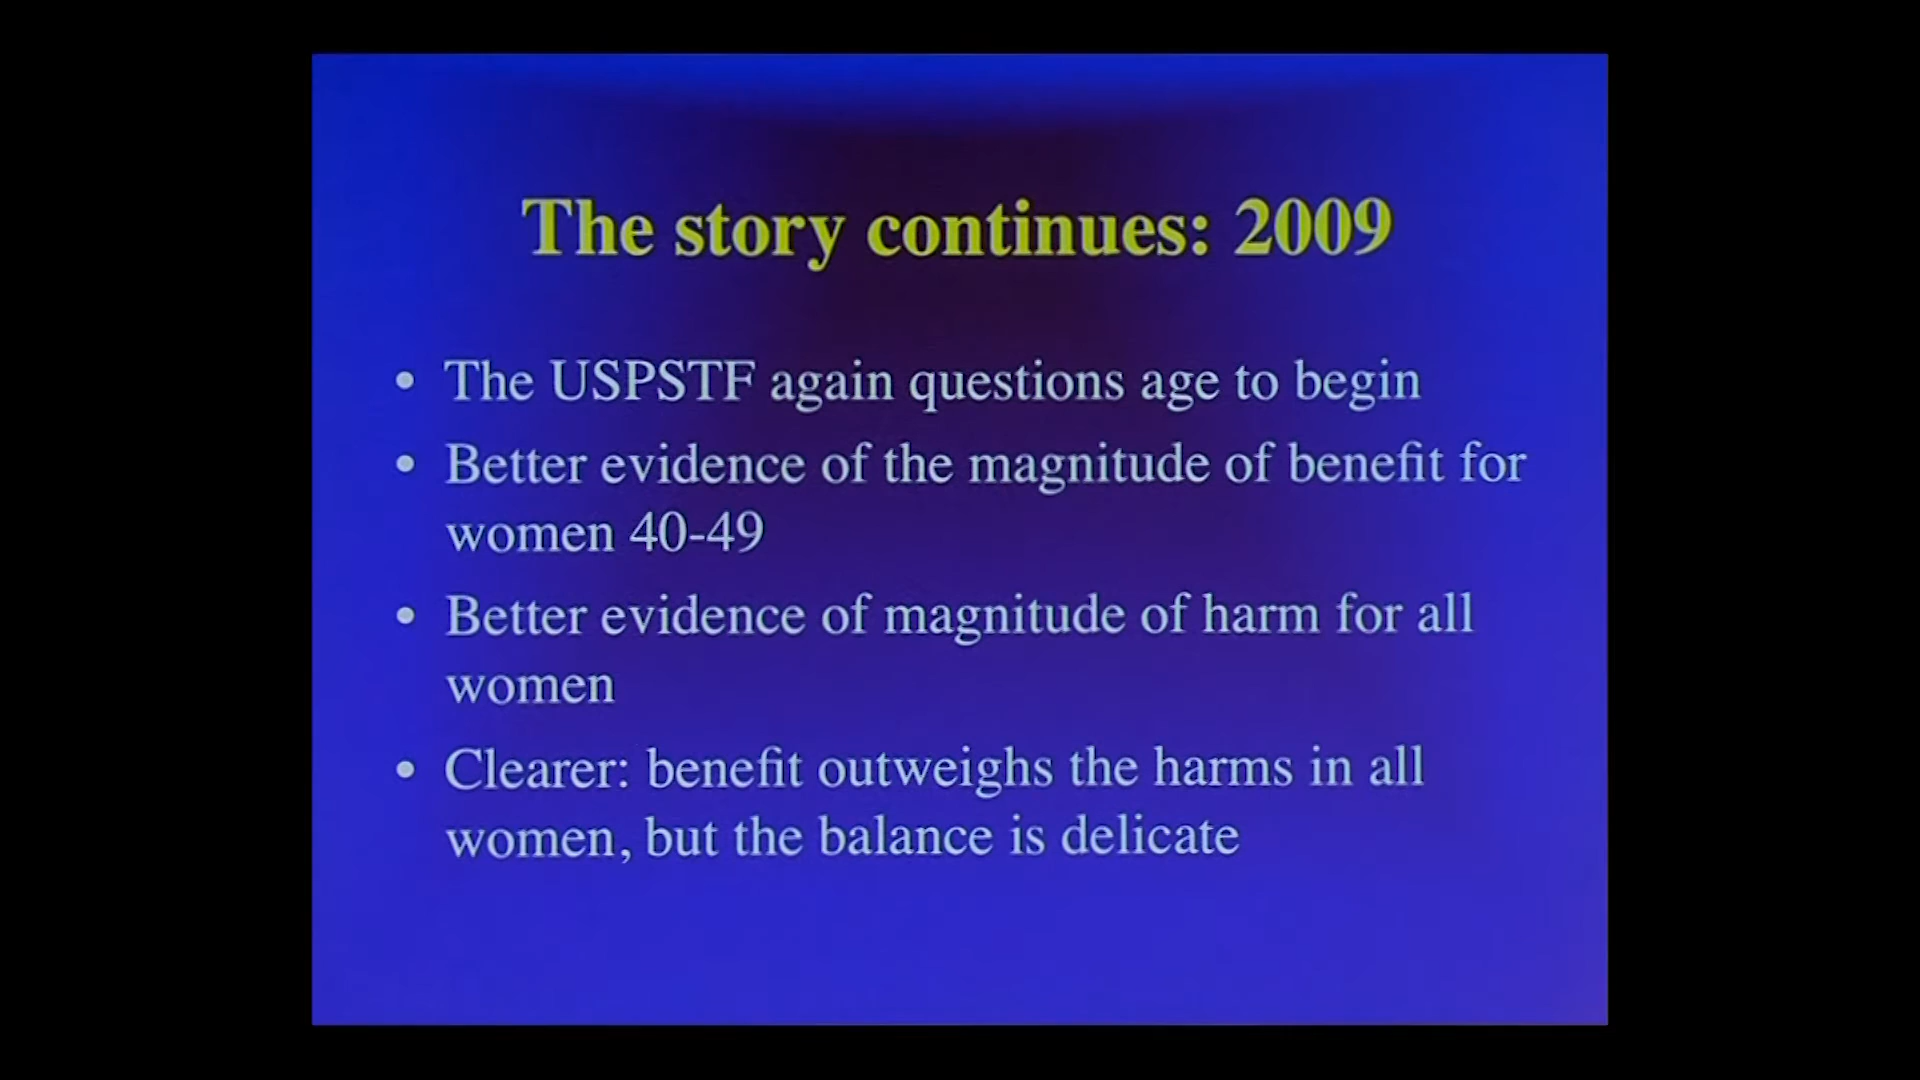 The story continues: 2009
• The USPSTF again questions age to begin
• Better evidence of the magnitude of benefit for
women 40-49
• Better evidence of magnitude of harm for all
women
• Clearer: benefit outweighs the harms in all
women, but the balance is delicate